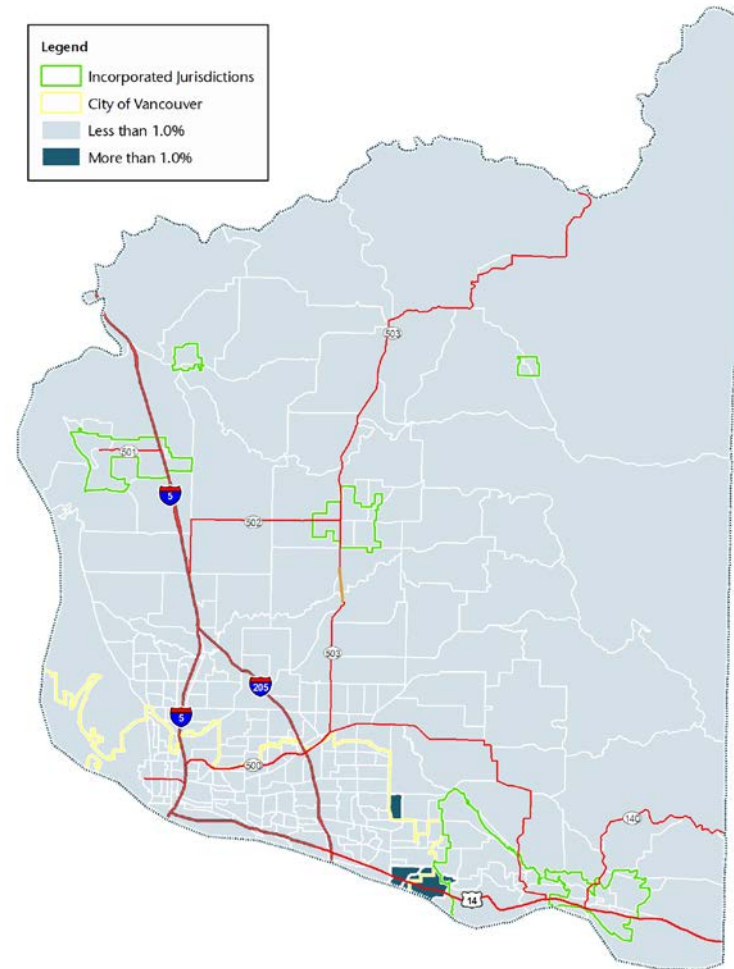 Legend
Incorporated Jurisdictions
City of Vancouver
Less than 1.0%
More than 1.0%
503
501
5
502
503
205
5
500
140
14